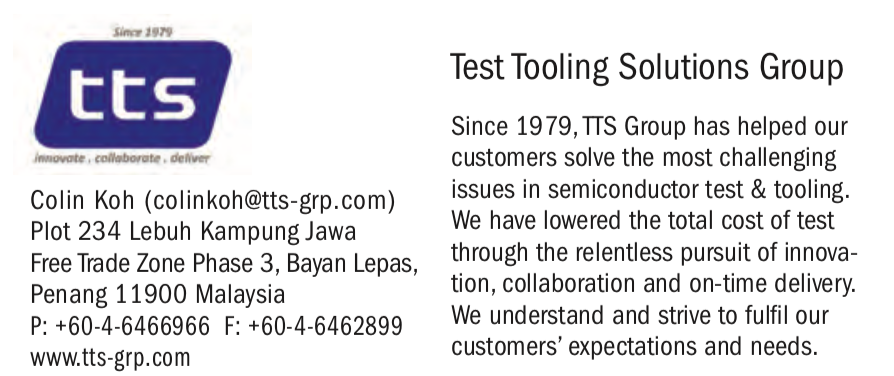 Since 1979
tts
innovate . collaborate . deliver
Colin Koh (colinkoh@tts-grp.com)
Plot 234 Lebuh Kampung Jawa
Free Trade Zone Phase 3, Bayan Lepas,
Penang 11900 Malaysia
P: +60-4-6466966 F: +60-4-6462899
www.tts-grp.com
Test Tooling Solutions Group
Since 1979, TTS Group has helped our
customers solve the most challenging
issues in semiconductor test & tooling.
We have lowered the total cost of test
through the relentless pursuit of innova-
tion, collaboration and on-time delivery.
We understand and strive to fulfil our
customers’ expectations and needs.